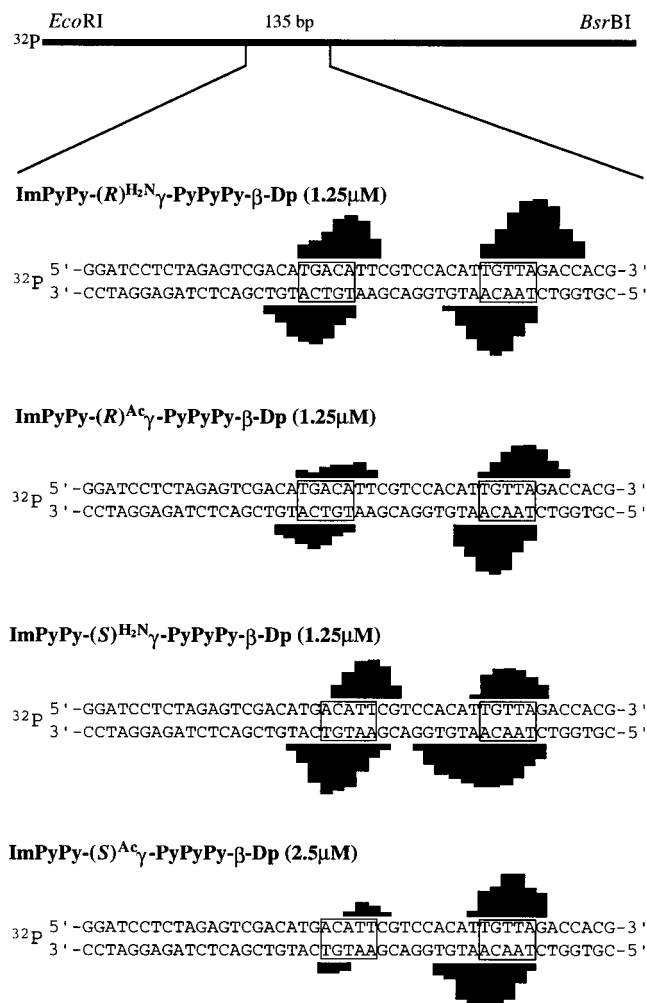 EcoRI 135 bp BsrBI
32P
ImPyPy-(R)H2Nγ-PyPyPy-β-Dp (1.25μM)
5'-GGATCCTCTAGAGTCGACATGACATTCGTCCACATTGTTAGACCACG-3'
32P
3'-CCTAGGAGATCTCAGCTGTACTGTAAGCAGGTGTAACAATCTGGTGC-5'
ImPyPy-(R)Acγ-PyPyPy-β-Dp (1.25μM)
5'-GGATCCTCTAGAGTCGACATGACATTCGTCCACATTGTTAGACCACG-3'
32P
3'-CCTAGGAGATCTCAGCTGTACTGTAAGCAGGTGTAACAATCTGGTGC-5'
ImPyPy-(S)H2Nγ-PyPyPy-β-Dp (1.25μM)
5'-GGATCCTCTAGAGTCGACATGACATTCGTCCACATTGTTAGACCACG-3'
32P
3'-CCTAGGAGATCTCAGCTGTACTGTAAGCAGGTGTAACAATCTGGTGC-5'
ImPyPy-(S)Acγ-PyPyPy-β-Dp (2.5μM)
5'-GGATCCTCTAGAGTCGACATGACATTCGTCCACATTGTTAGACCACG-3'
32P
3'-CCTAGGAGATCTCAGCTGTACTGTAAGCAGGTGTAACAATCTGGTGC-5'